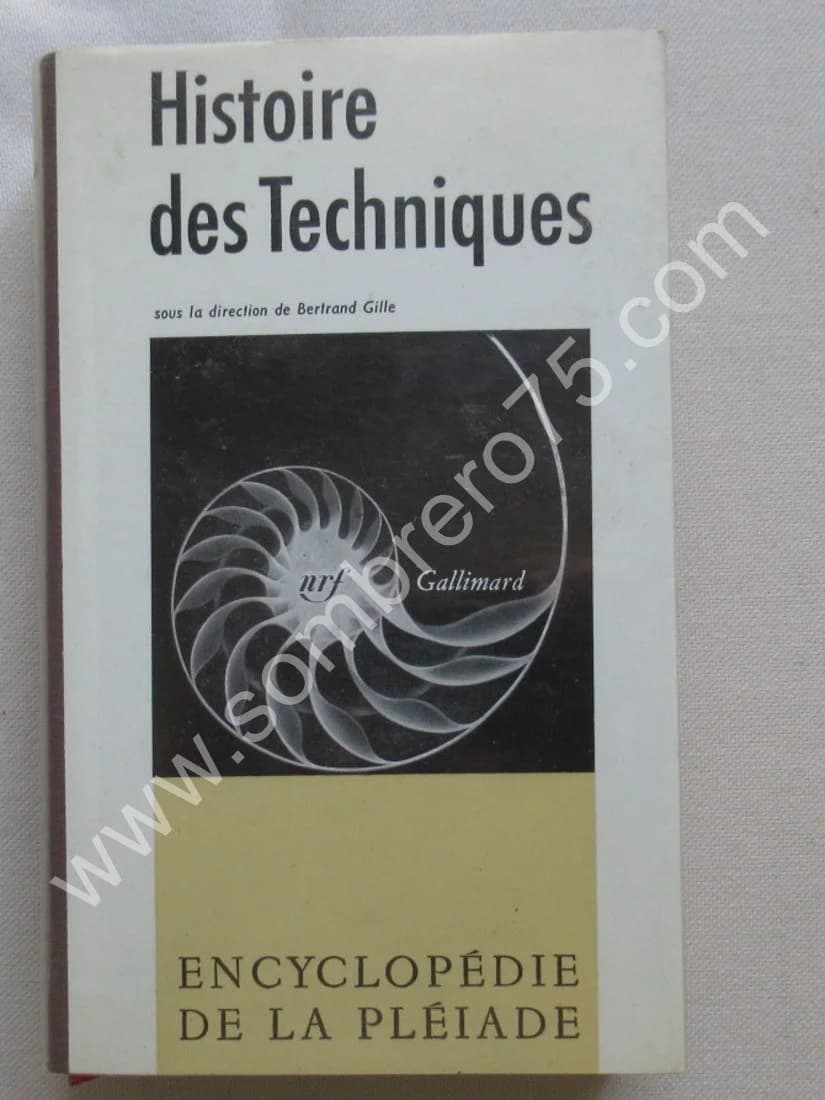 Histoire
des Techniques
sous la direction de Bertrand Gille
nrf Gallimard
www.sombrero75.com
ENCYCLOPÉDIE
DE LA PLÉIADE